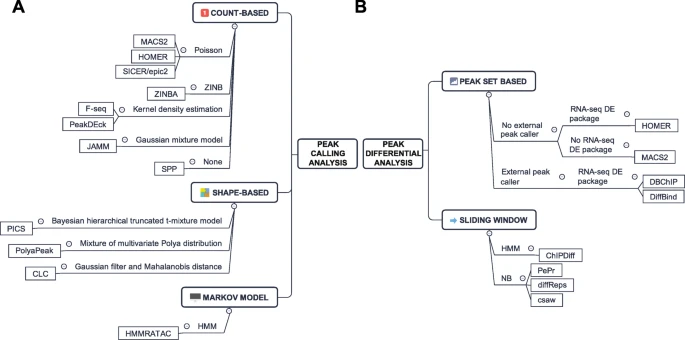 A
COUNT-BASED
MACS2
HOMER
SICER/epic2
Poisson
ZINBA
ZINB
F-seq
PeakDEck
Kernel density estimation
JAMM
Gaussian mixture model
SPP
None
PEAK
CALLING
ANALYSIS
SHAPE-BASED
PICS
Bayesian hierarchical truncated t-mixture model
PolyaPeak
Mixture of multivariate Polya distribution
CLC
Gaussian filter and Mahalanobis distance
MARKOV MODEL
HMMRATAC
HMM
B
PEAK
DIFFERENTIAL
ANALYSIS
PEAK SET BASED
No external
peak caller
RNA-seq DE
package
HOMER
No RNA-seq
DE package
MACS2
External peak
caller
RNA-seq DE
package
DBChIP
DiffBind
SLIDING WINDOW
HMM
ChIPDiff
NB
PePr
diffReps
csaw